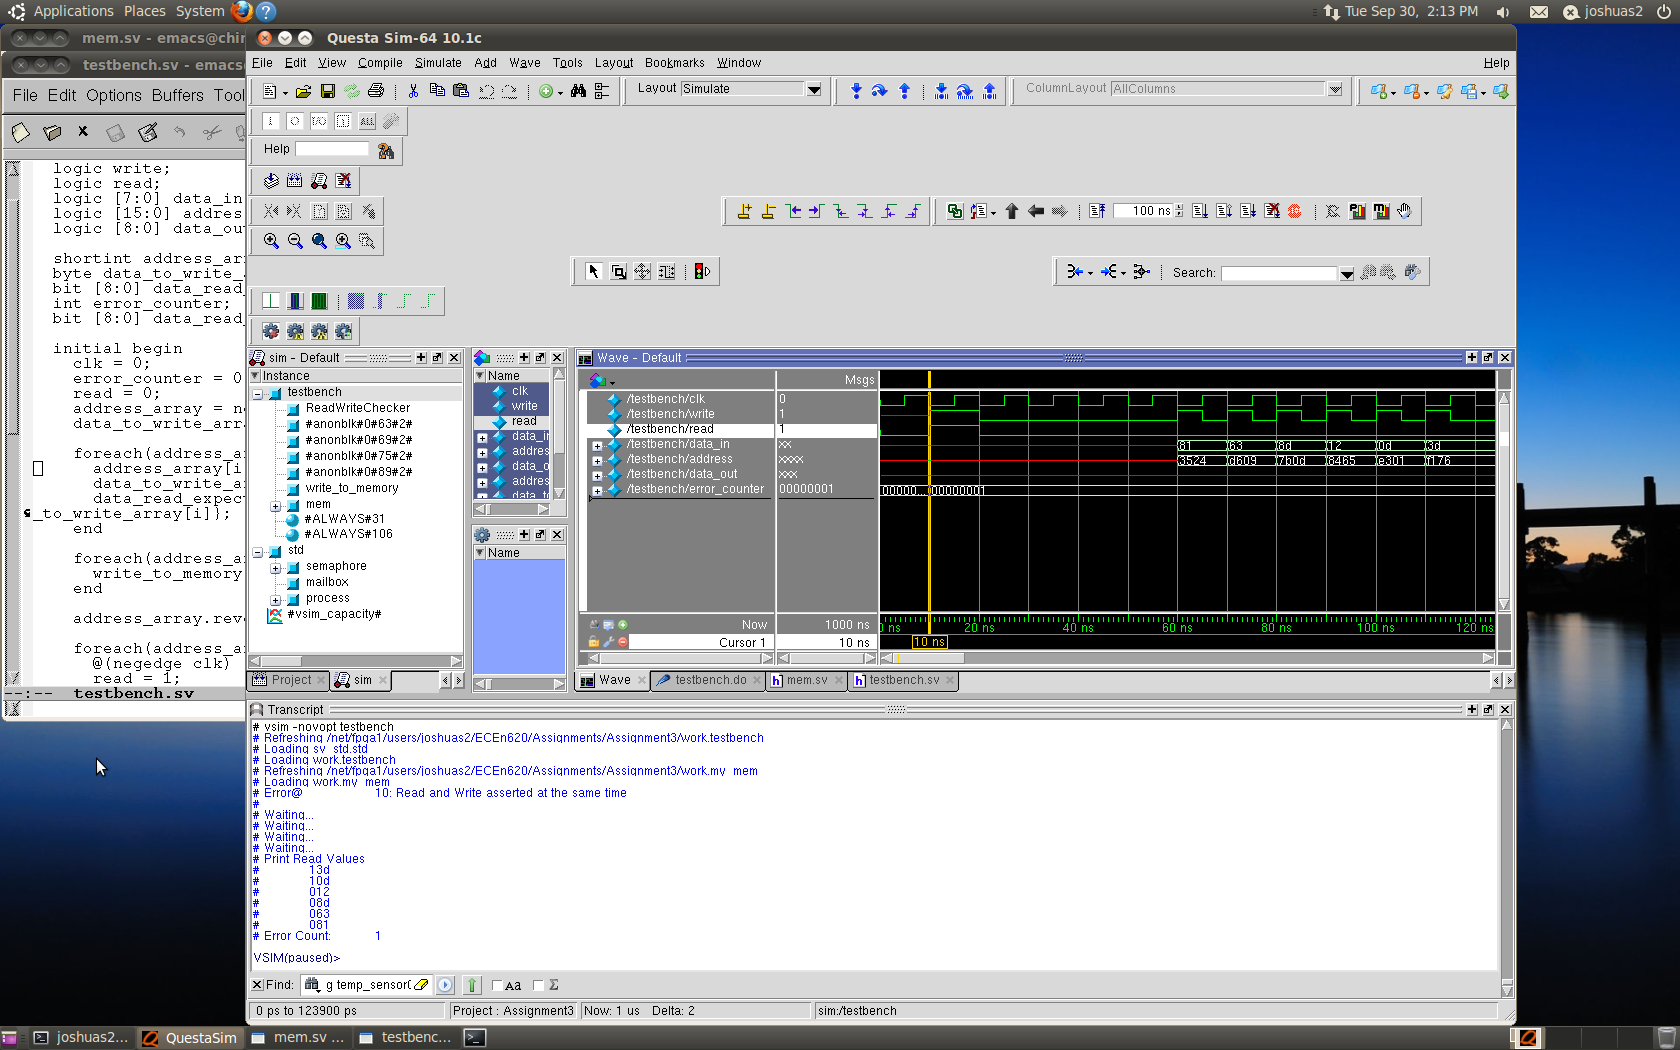 Applications Places System
Tue Sep 30, 2:13 PM
joshuas2
mem.sv - emacs@chir
testbench.sv - emacs
File Edit Options Buffers Tool
logic write;
logic read;
logic [7:0] data_in
logic [15:0] addres
logic [8:0] data_ou
shortint address_ar
byte data_to_write_
bit [8:0] data_read
int error_counter;
bit [8:0] data_read
initial begin
clk = 0;
error_counter = 0
read = 0;
address_array = n
data_to_write_arr
foreach(address_a
address_array[i
data_to_write_a
data_read_expec
_to_write_array[i]};
end
foreach(address_a
write_to_memory
end
address_array.rev
foreach(address_a
@(negedge clk)
read = 1;
--:-- testbench.sv
Questa Sim-64 10.1c
File Edit View Compile Simulate Add Wave Tools Layout Bookmarks Window Help
Layout Simulate
ColumnLayout AllColumns
Help
100 ns
Search:
sim - Default
Instance
testbench
ReadWriteChecker
#anonblk#0#63#2#
#anonblk#0#69#2#
#anonblk#0#75#2#
#anonblk#0#89#2#
write_to_memory
mem
#ALWAYS#31
#ALWAYS#106
std
semaphore
mailbox
process
#vsim_capacity#
Project
sim
Name
clk
write
read
data_in
addres
data_o
addres
data_to
Name
Wave - Default
Msgs
/testbench/clk 0
/testbench/write 1
/testbench/read 1
/testbench/data_in xx 81 63 8d 12 0d 3d
/testbench/address xxxx 3524 d609 7b0d 8465 e301 f176
/testbench/data_out xxx
/testbench/error_counter 00000001 00000... 00000001
Now 1000 ns
ns 20 ns 40 ns 60 ns 80 ns 100 ns 120 ns
Cursor 1 10 ns 10 ns
Wave testbench.do mem.sv testbench.sv
Transcript
# vsim -novopt testbench
# Refreshing /net/fpga1/users/joshuas2/ECEn620/Assignments/Assignment3/work.testbench
# Loading sv_std.std
# Loading work.testbench
# Refreshing /net/fpga1/users/joshuas2/ECEn620/Assignments/Assignment3/work.my_mem
# Loading work.my_mem
# Error@ 10: Read and Write asserted at the same time
#
# Waiting...
# Waiting...
# Waiting...
# Waiting...
# Print Read Values
# 13d
# 10d
# 012
# 08d
# 063
# 081
# Error Count: 1
VSIM(paused)>
Find: g temp_sensor( Aa Σ
0 ps to 123900 ps
Project : Assignment3
Now: 1 us Delta: 2
sim:/testbench
joshuas2... QuestaSim mem.sv ... testbenc...